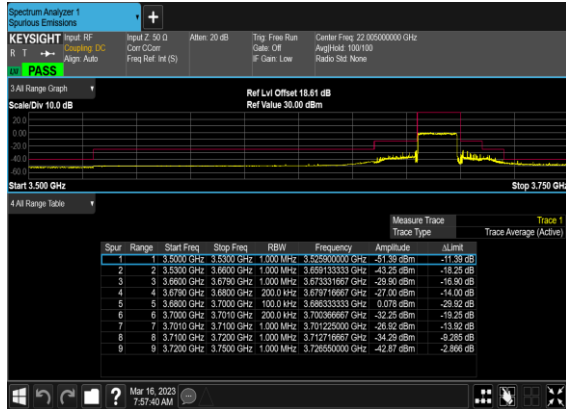 Spectrum Analyzer 1
Spurious Emissions
KEYSIGHT Input: RF Input Z: 50 Ω Atten: 20 dB Trig: Free Run Center Freq: 22.005000000 GHz
R T Coupling: DC Corr CCorr Gate: Off Avg|Hold: 100/100
Align: Auto Freq Ref: Int (S) IF Gain: Low Radio Std: None
PASS
3 All Range Graph Ref Lvl Offset 18.61 dB
Scale/Div 10.0 dB Ref Value 30.00 dBm
20.0
0.00
-20.0
-40.0
-60.0
Start 3.500 GHz Stop 3.750 GHz
4 All Range Table
Measure Trace Trace 1
Trace Type Trace Average (Active)
Spur Range Start Freq Stop Freq RBW Frequency Amplitude ΔLimit
1 1 3.5000 GHz 3.5300 GHz 1.000 MHz 3.525900000 GHz -51.39 dBm -11.39 dB
2 2 3.5300 GHz 3.6600 GHz 1.000 MHz 3.659133333 GHz -43.25 dBm -18.25 dB
3 3 3.6600 GHz 3.6790 GHz 1.000 MHz 3.673331667 GHz -29.90 dBm -16.90 dB
4 4 3.6790 GHz 3.6800 GHz 200.0 kHz 3.679716667 GHz -27.00 dBm -14.00 dB
5 5 3.6800 GHz 3.7000 GHz 100.0 kHz 3.686333333 GHz 0.078 dBm -29.92 dB
6 6 3.7000 GHz 3.7010 GHz 200.0 kHz 3.700366667 GHz -32.25 dBm -19.25 dB
7 7 3.7010 GHz 3.7100 GHz 1.000 MHz 3.701225000 GHz -26.92 dBm -13.92 dB
8 8 3.7100 GHz 3.7200 GHz 1.000 MHz 3.712716667 GHz -34.29 dBm -9.285 dB
9 9 3.7200 GHz 3.7500 GHz 1.000 MHz 3.726550000 GHz -42.87 dBm -2.866 dB
Mar 16, 2023
7:57:40 AM